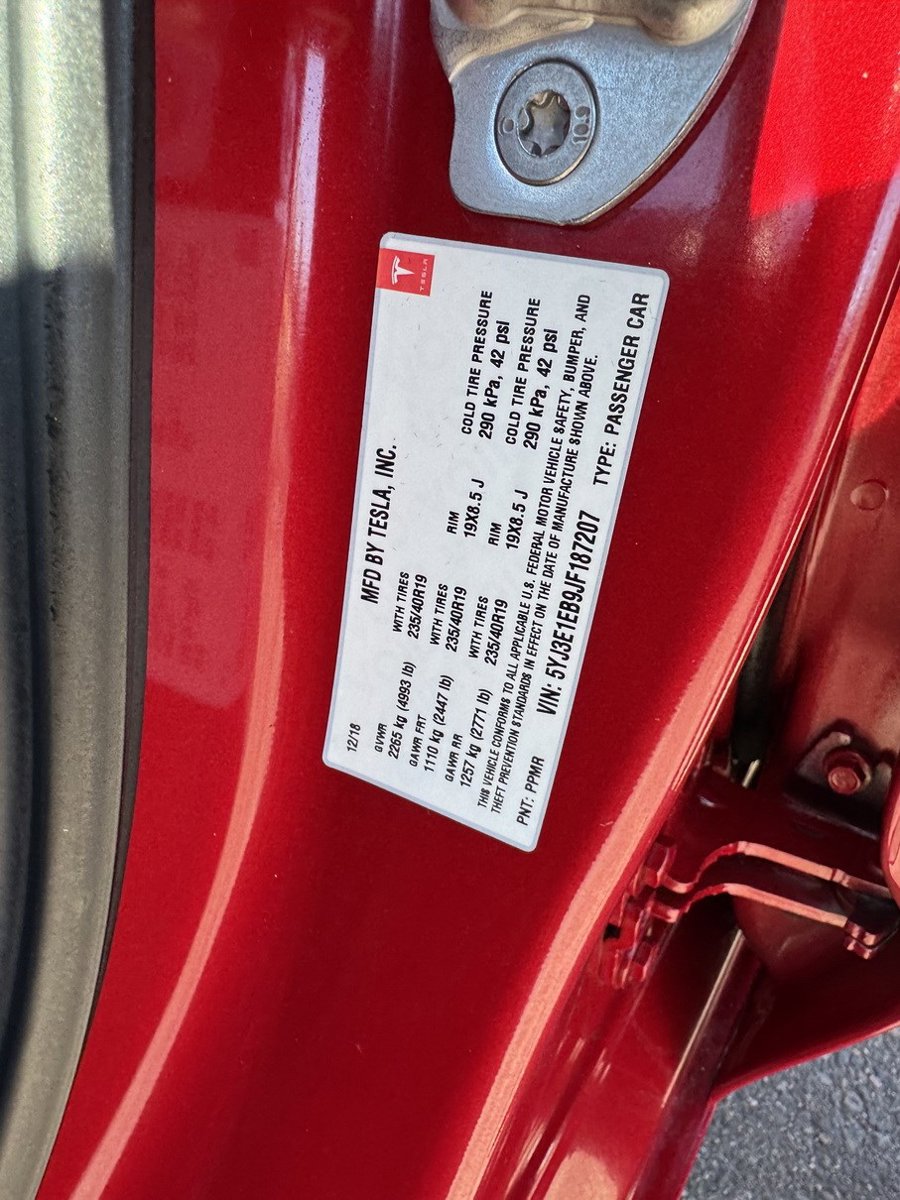 10.9
TESLA
MFD BY TESLA, INC.
12/18
GVWR
2265 kg (4993 lb)
WITH TIRES
235/40R19
RIM
19X8.5 J
COLD TIRE PRESSURE
290 kPa, 42 psi
GAWR FRT
1110 kg (2447 lb)
WITH TIRES
235/40R19
RIM
19X8.5 J
COLD TIRE PRESSURE
290 kPa, 42 psi
GAWR RR
1257 kg (2771 lb)
WITH TIRES
235/40R19
THIS VEHICLE CONFORMS TO ALL APPLICABLE U.S. FEDERAL MOTOR VEHICLE SAFETY, BUMPER, AND
THEFT PREVENTION STANDARDS IN EFFECT ON THE DATE OF MANUFACTURE SHOWN ABOVE.
PNT: PPMR VIN: 5YJ3E1EB9JF187207 TYPE: PASSENGER CAR